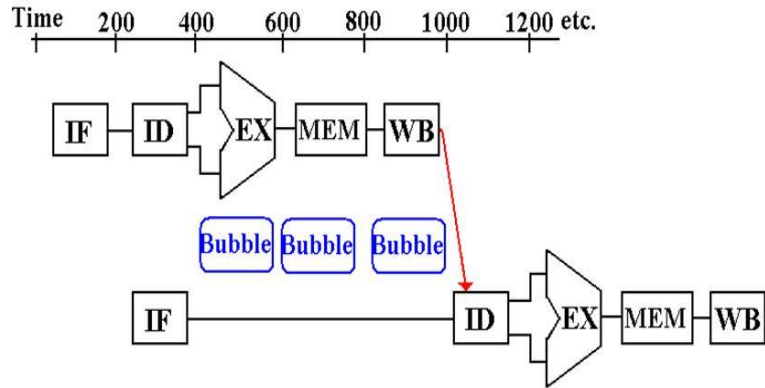 Time 200 400 600 800 1000 1200 etc.
IF ID EX MEM WB
Bubble Bubble Bubble
IF ID EX MEM WB